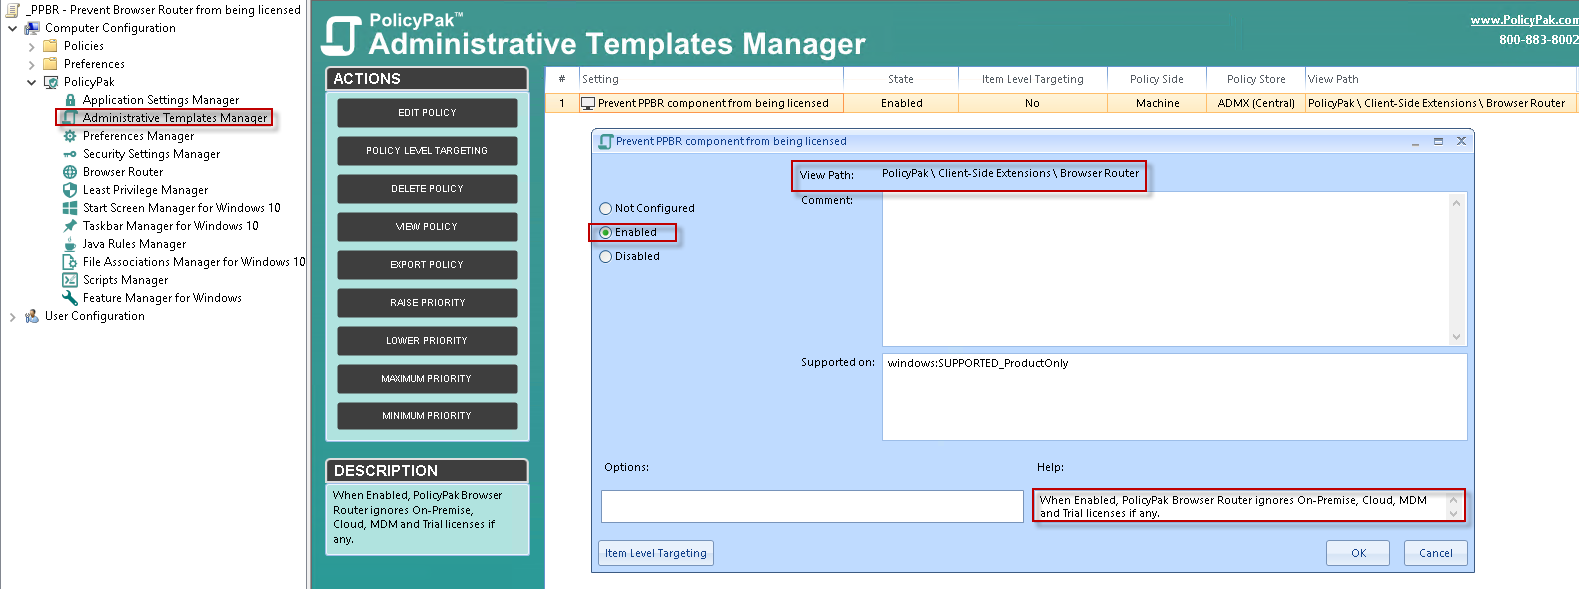 _PPBR - Prevent Browser Router from being licensed
Computer Configuration
Policies
Preferences
PolicyPak
Application Settings Manager
Administrative Templates Manager
Preferences Manager
Security Settings Manager
Browser Router
Least Privilege Manager
Start Screen Manager for Windows 10
Taskbar Manager for Windows 10
Java Rules Manager
File Associations Manager for Windows 10
Scripts Manager
Feature Manager for Windows
User Configuration
PolicyPak™
Administrative Templates Manager
www.PolicyPak.com
800-883-8002
ACTIONS
EDIT POLICY
POLICY LEVEL TARGETING
DELETE POLICY
VIEW POLICY
EXPORT POLICY
RAISE PRIORITY
LOWER PRIORITY
MAXIMUM PRIORITY
MINIMUM PRIORITY
DESCRIPTION
When Enabled, PolicyPak Browser
Router ignores On-Premise,
Cloud, MDM and Trial licenses if
any.
# Setting State Item Level Targeting Policy Side Policy Store View Path
1 Prevent PPBR component from being licensed Enabled No Machine ADMX (Central) PolicyPak \ Client-Side Extensions \ Browser Router
Prevent PPBR component from being licensed
View Path: PolicyPak \ Client-Side Extensions \ Browser Router
Comment:
Not Configured
Enabled
Disabled
Supported on: windows:SUPPORTED_ProductOnly
Options:
Help:
When Enabled, PolicyPak Browser Router ignores On-Premise, Cloud, MDM
and Trial licenses if any.
Item Level Targeting
OK
Cancel